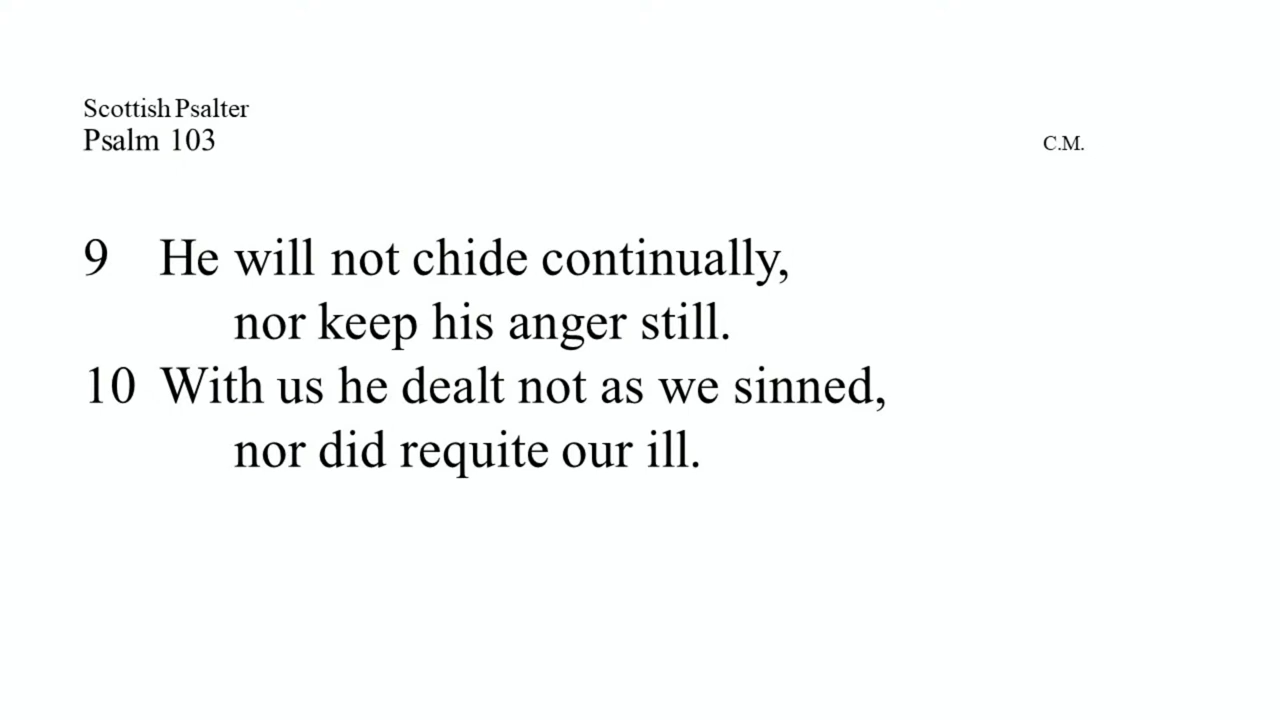 Scottish Psalter
Psalm 103
C.M.
9 He will not chide continually,
nor keep his anger still.
10 With us he dealt not as we sinned,
nor did requite our ill.